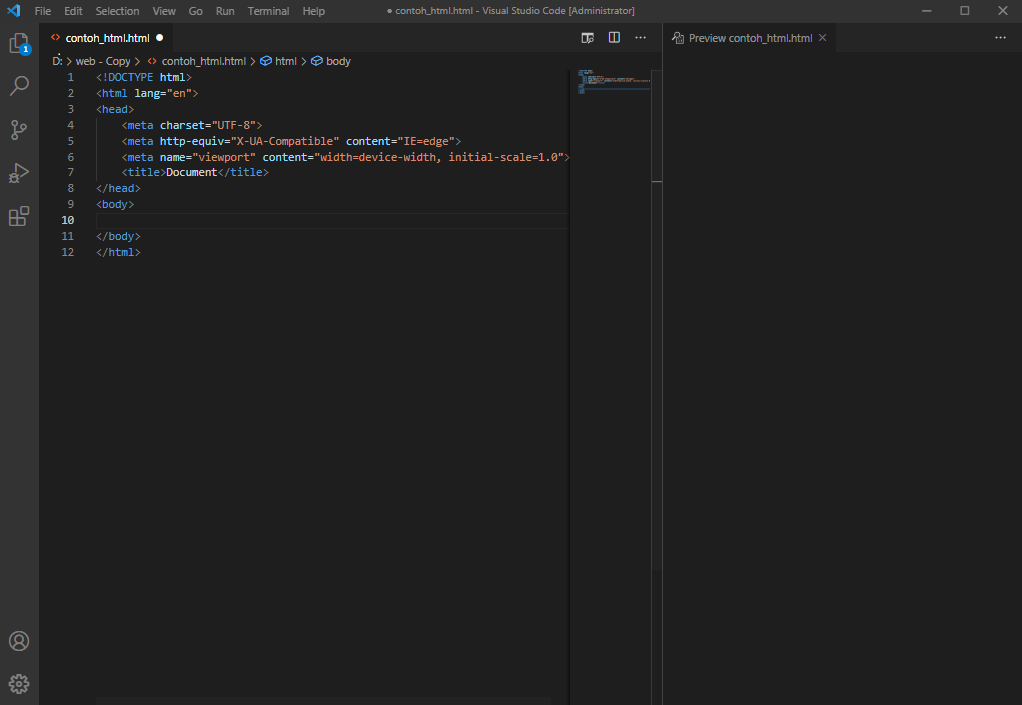 File Edit Selection View Go Run Terminal Help
● contoh_html.html - Visual Studio Code [Administrator]
contoh_html.html ●
Preview contoh_html.html
D: > web - Copy > contoh_html.html > html > body
1
1 <!DOCTYPE html>
2 <html lang="en">
3 <head>
4     <meta charset="UTF-8">
5     <meta http-equiv="X-UA-Compatible" content="IE=edge">
6     <meta name="viewport" content="width=device-width, initial-scale=1.0">
7     <title>Document</title>
8 </head>
9 <body>
10
11 </body>
12 </html>